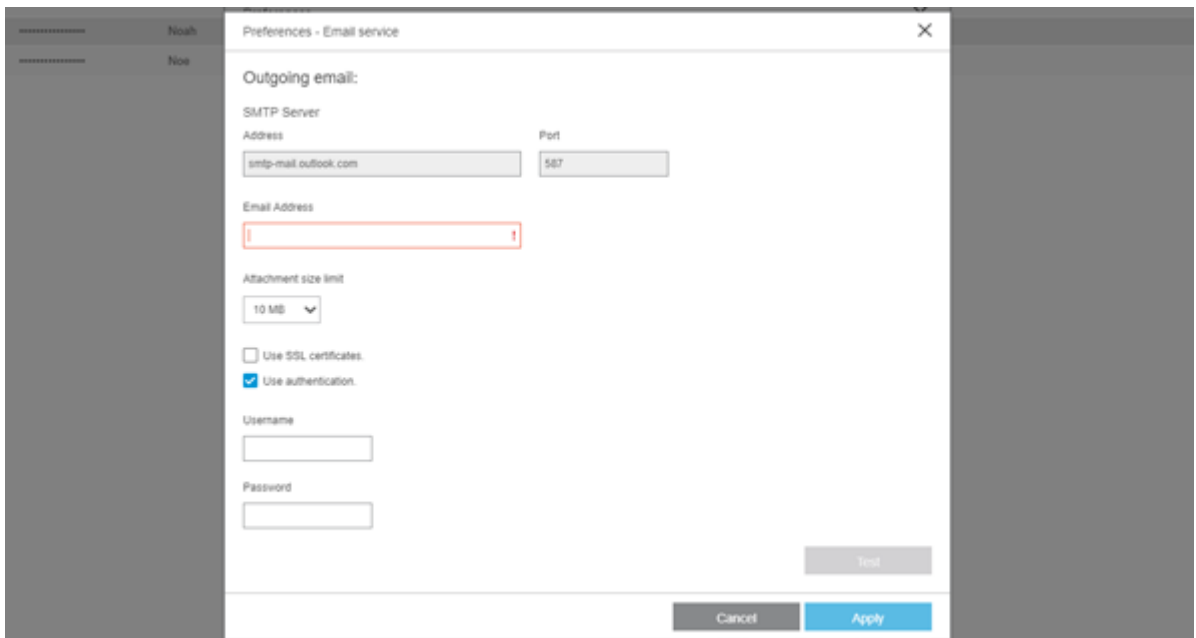 Preferences
Noah
Preferences - Email service
Noe
Outgoing email:
SMTP Server
Address Port
smtp-mail.outlook.com 587
Email Address
!
Attachment size limit
10 MB
Use SSL certificates.
Use authentication.
Username
Password
Test
Cancel Apply